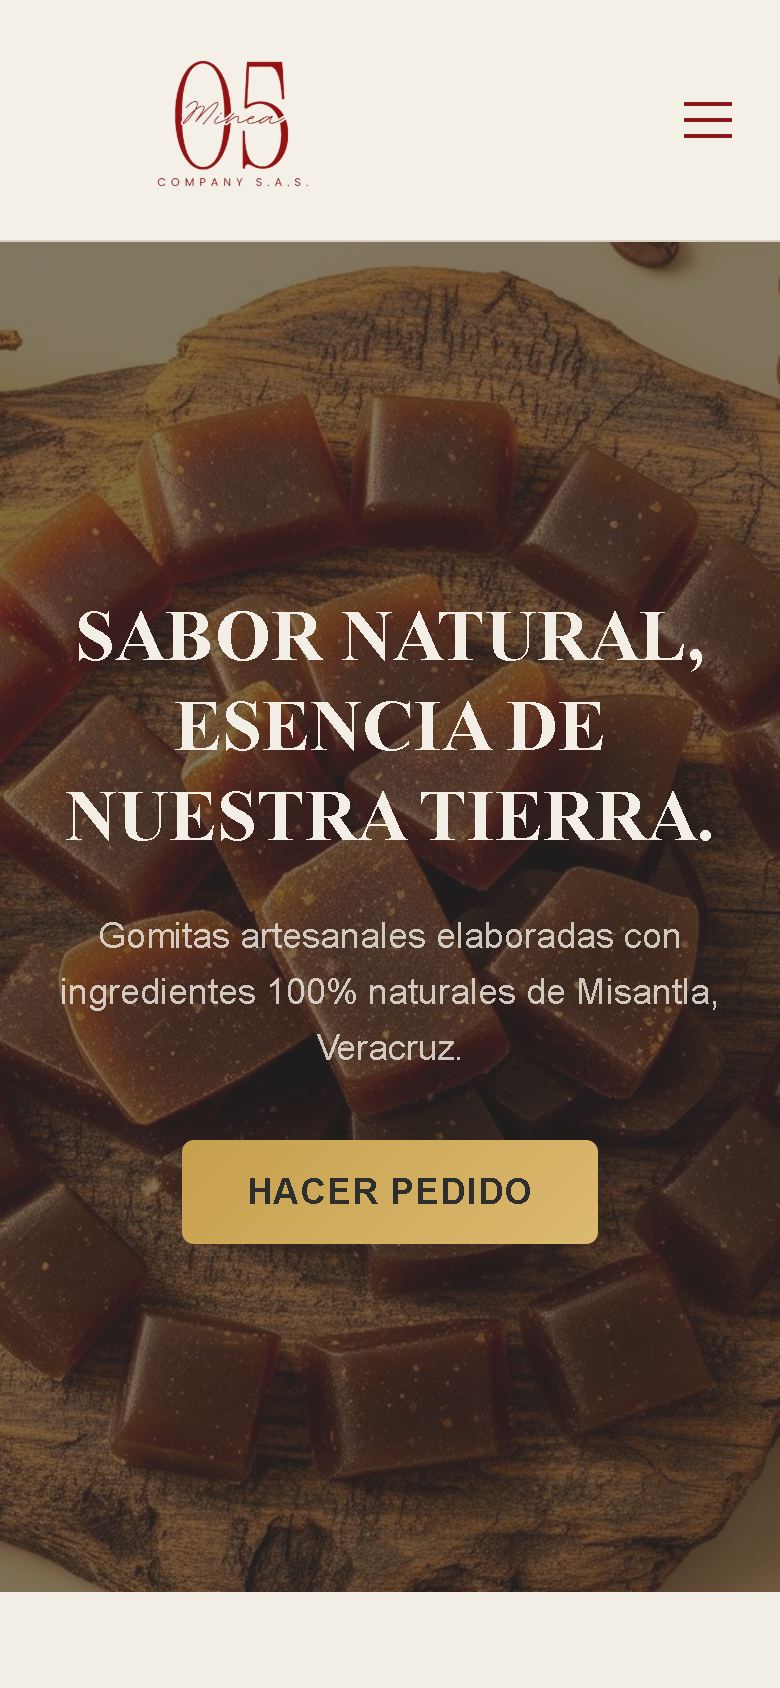 05
Minea
COMPANY S.A.S.
SABOR NATURAL,
ESENCIA DE
NUESTRA TIERRA.
Gomitas artesanales elaboradas con
ingredientes 100% naturales de Misantla,
Veracruz.
HACER PEDIDO